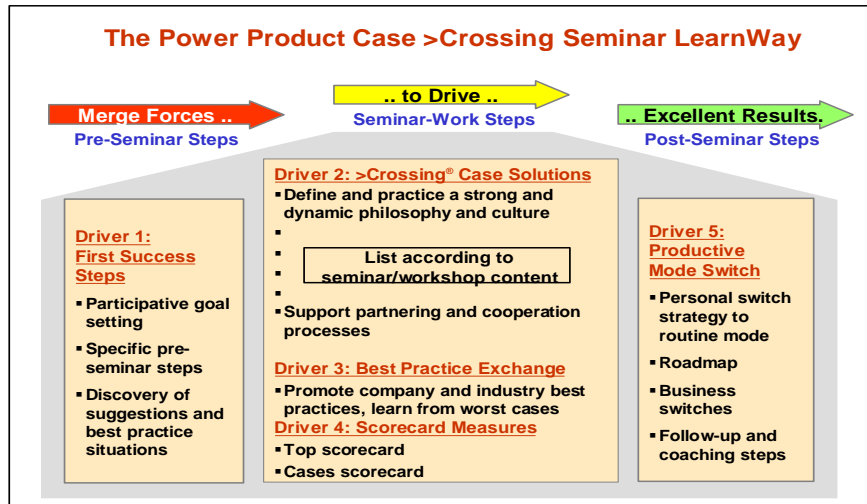 The Power Product Case >Crossing Seminar LearnWay
Merge Forces ..
Pre-Seminar Steps
.. to Drive ..
Seminar-Work Steps
.. Excellent Results.
Post-Seminar Steps
Driver 1:
First Success
Steps
▪ Participative goal
setting
▪ Specific pre-
seminar steps
▪ Discovery of
suggestions and
best practice
situations
Driver 2: >Crossing® Case Solutions
▪ Define and practice a strong and
dynamic philosophy and culture
▪
▪
▪
▪
List according to
seminar/workshop content
▪ Support partnering and cooperation
processes
Driver 3: Best Practice Exchange
▪ Promote company and industry best
practices, learn from worst cases
Driver 4: Scorecard Measures
▪ Top scorecard
▪ Cases scorecard
Driver 5:
Productive
Mode Switch
▪ Personal switch
strategy to
routine mode
▪ Roadmap
▪ Business
switches
▪ Follow-up and
coaching steps